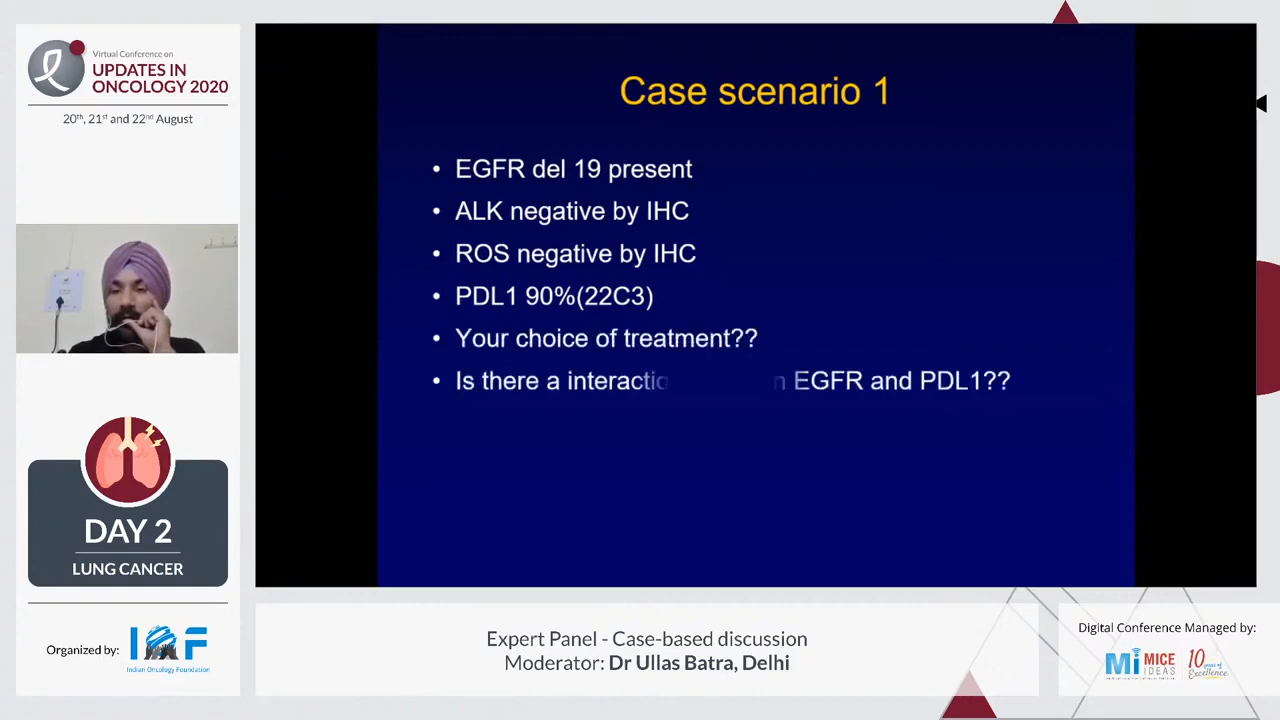 Virtual Conference on
UPDATES IN
ONCOLOGY 2020
20th, 21st and 22nd August
Case scenario 1
• EGFR del 19 present
• ALK negative by IHC
• ROS negative by IHC
• PDL1 90%(22C3)
• Your choice of treatment??
• Is there a interactio n EGFR and PDL1??
DAY 2
LUNG CANCER
Organized by:
IOF
Indian Oncology Foundation
Expert Panel - Case-based discussion
Moderator: Dr Ullas Batra, Delhi
Digital Conference Managed by:
Mi MICE
IDEAS
10 years of
Excellence